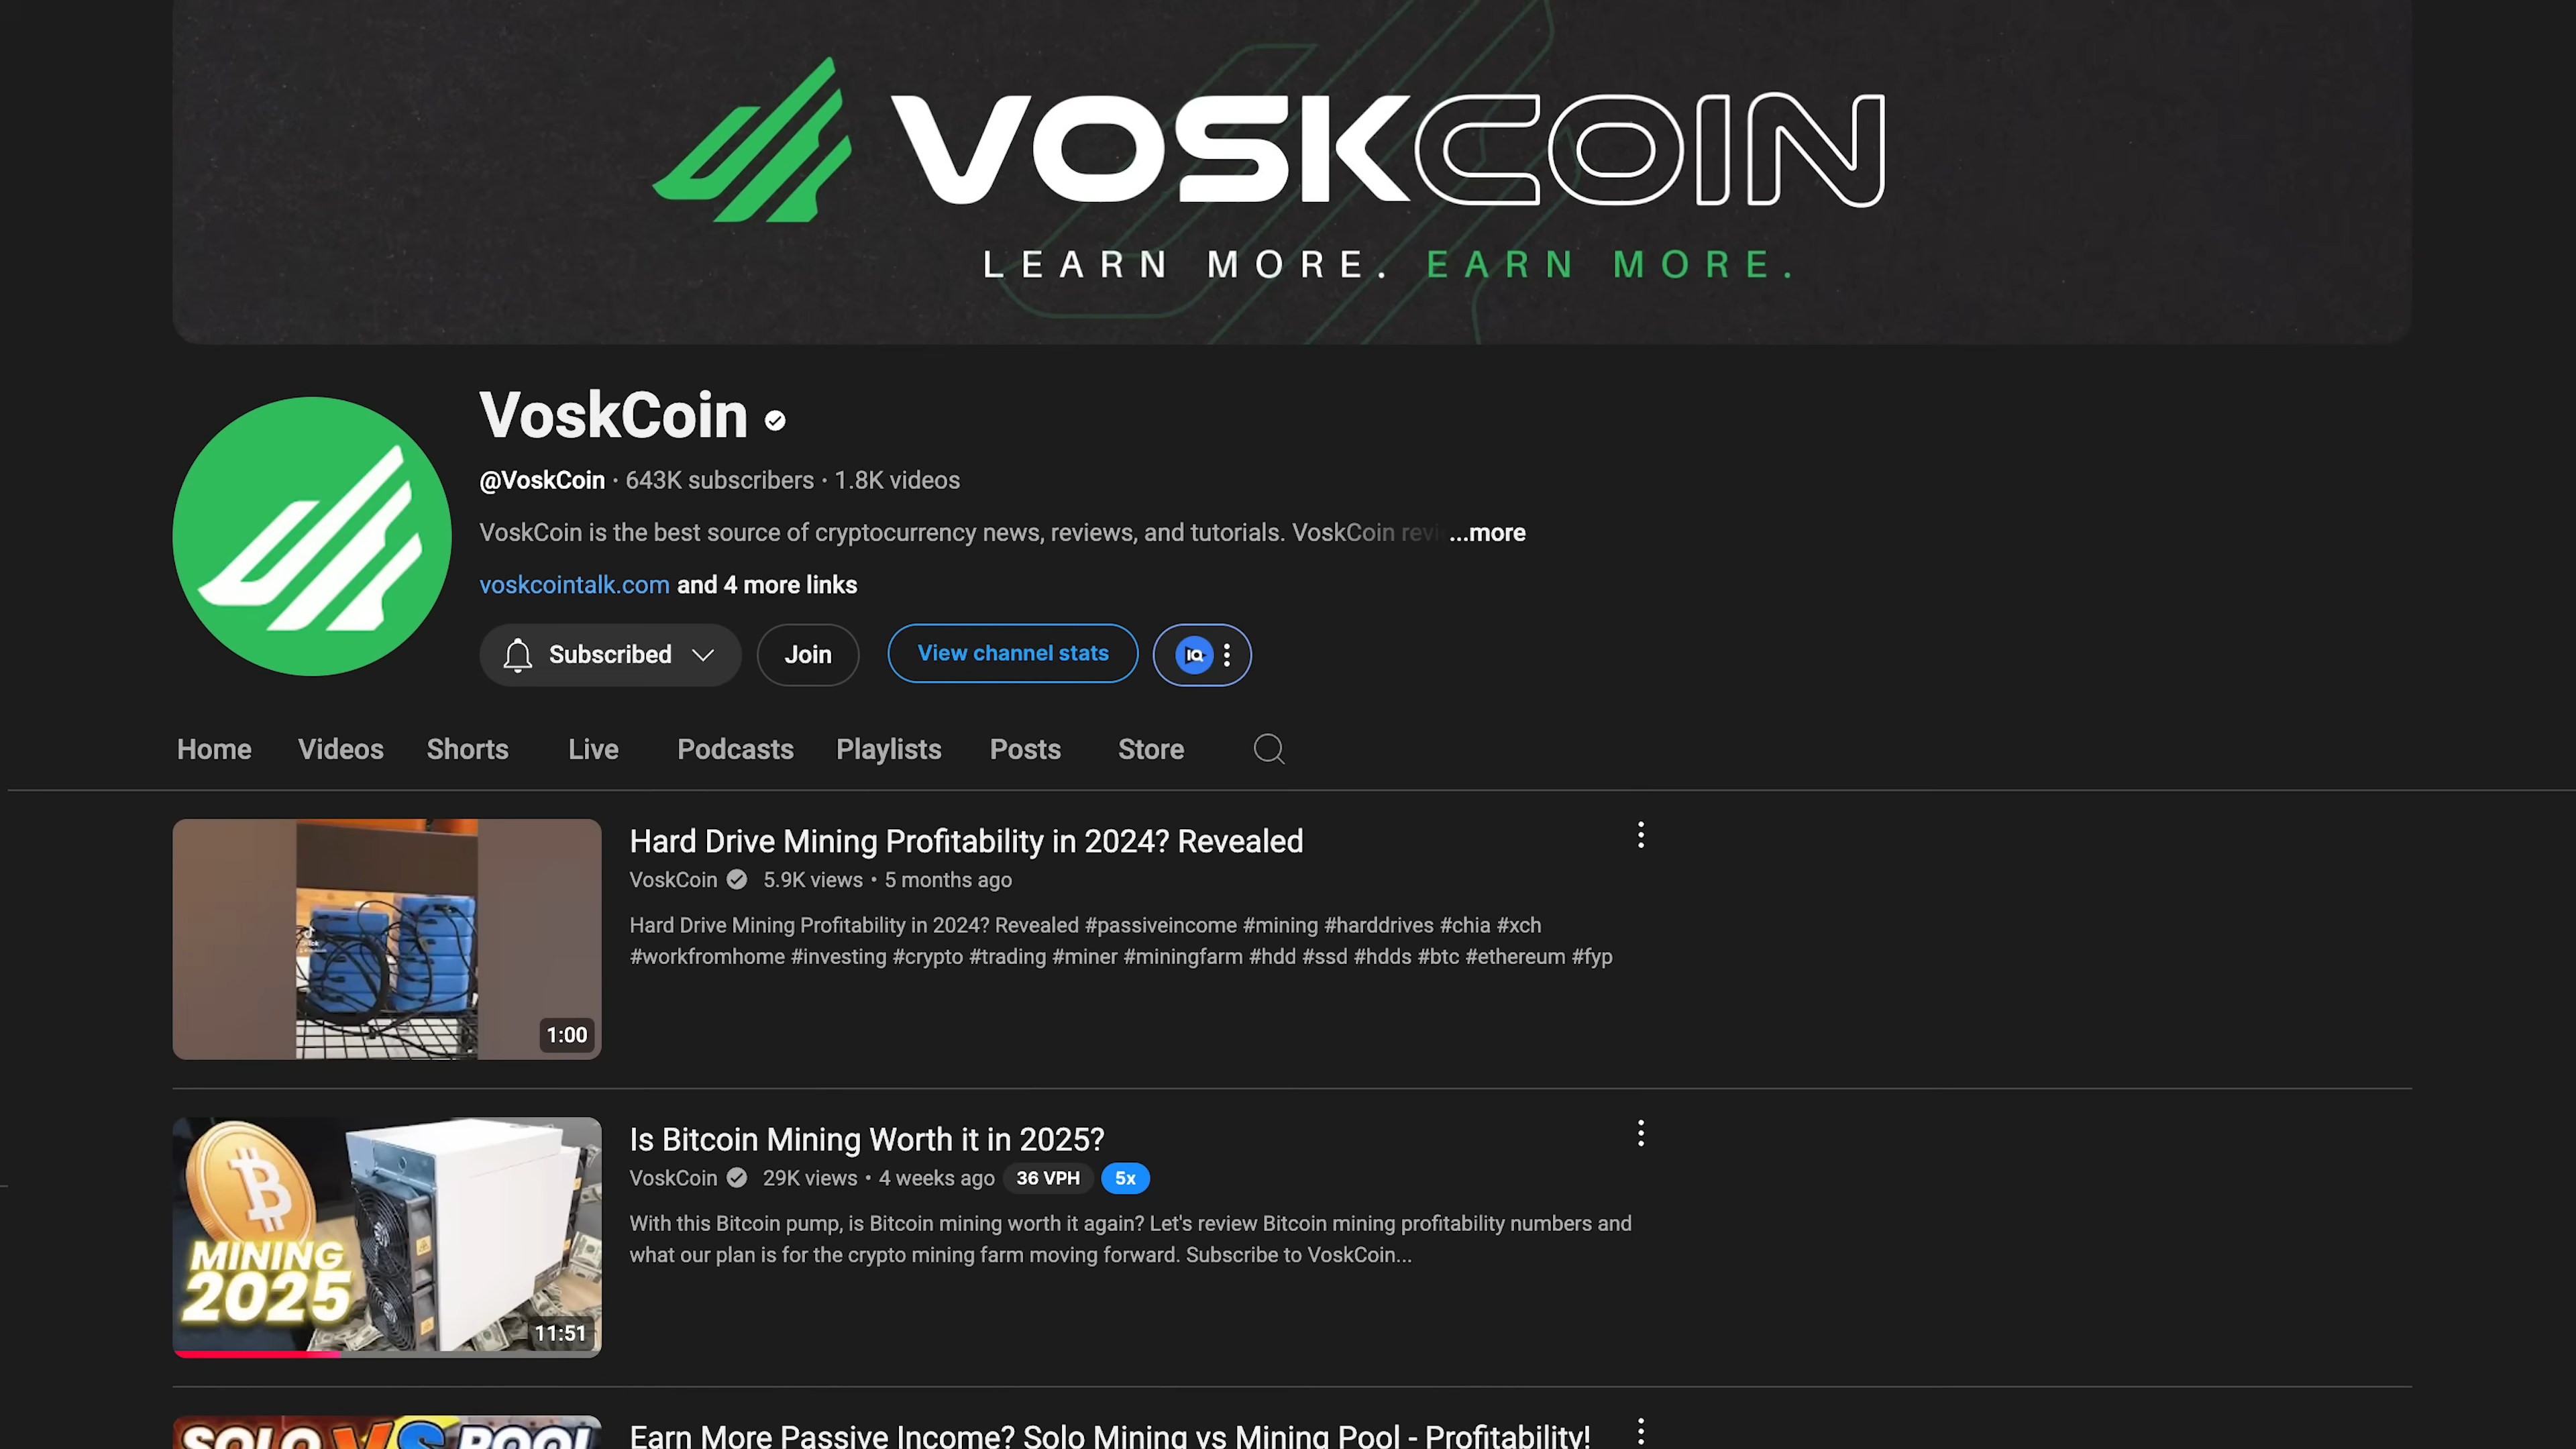 VOSKCOIN
LEARN MORE. EARN MORE.
VoskCoin
@VoskCoin · 643K subscribers · 1.8K videos
VoskCoin is the best source of cryptocurrency news, reviews, and tutorials. VoskCoin revi ...more
voskcointalk.com and 4 more links
Subscribed Join View channel stats IQ
Home Videos Shorts Live Podcasts Playlists Posts Store
Hard Drive Mining Profitability in 2024? Revealed
VoskCoin 5.9K views • 5 months ago
Hard Drive Mining Profitability in 2024? Revealed #passiveincome #mining #harddrives #chia #xch
#workfromhome #investing #crypto #trading #miner #miningfarm #hdd #ssd #hdds #btc #ethereum #fyp
1:00
Is Bitcoin Mining Worth it in 2025?
VoskCoin 29K views • 4 weeks ago 36 VPH 5x
With this Bitcoin pump, is Bitcoin mining worth it again? Let's review Bitcoin mining profitability numbers and
what our plan is for the crypto mining farm moving forward. Subscribe to VoskCoin...
MINING
2025
11:51
SOLO VS POOL
Earn More Passive Income? Solo Mining vs Mining Pool - Profitability!